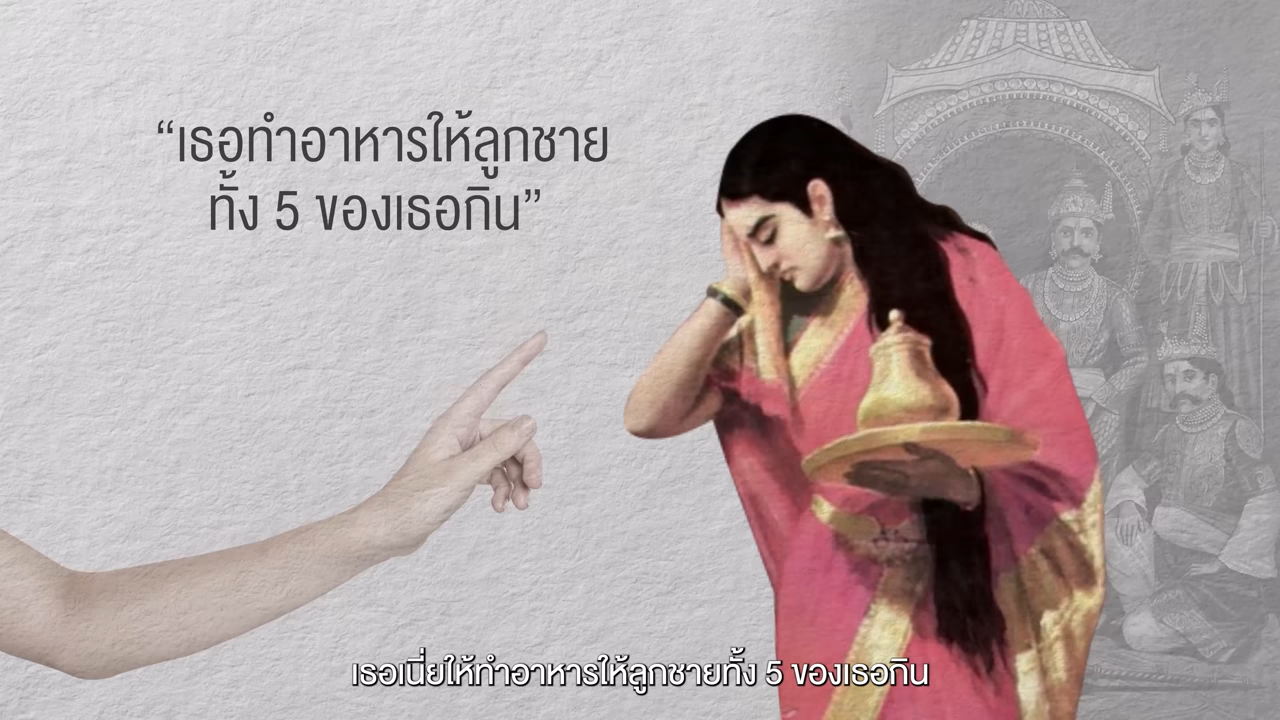 “เธอทำอาหารให้ลูกชาย
ทั้ง 5 ของเธอกิน”
เธอเนี่ยให้ทำอาหารให้ลูกชายทั้ง 5 ของเธอกิน